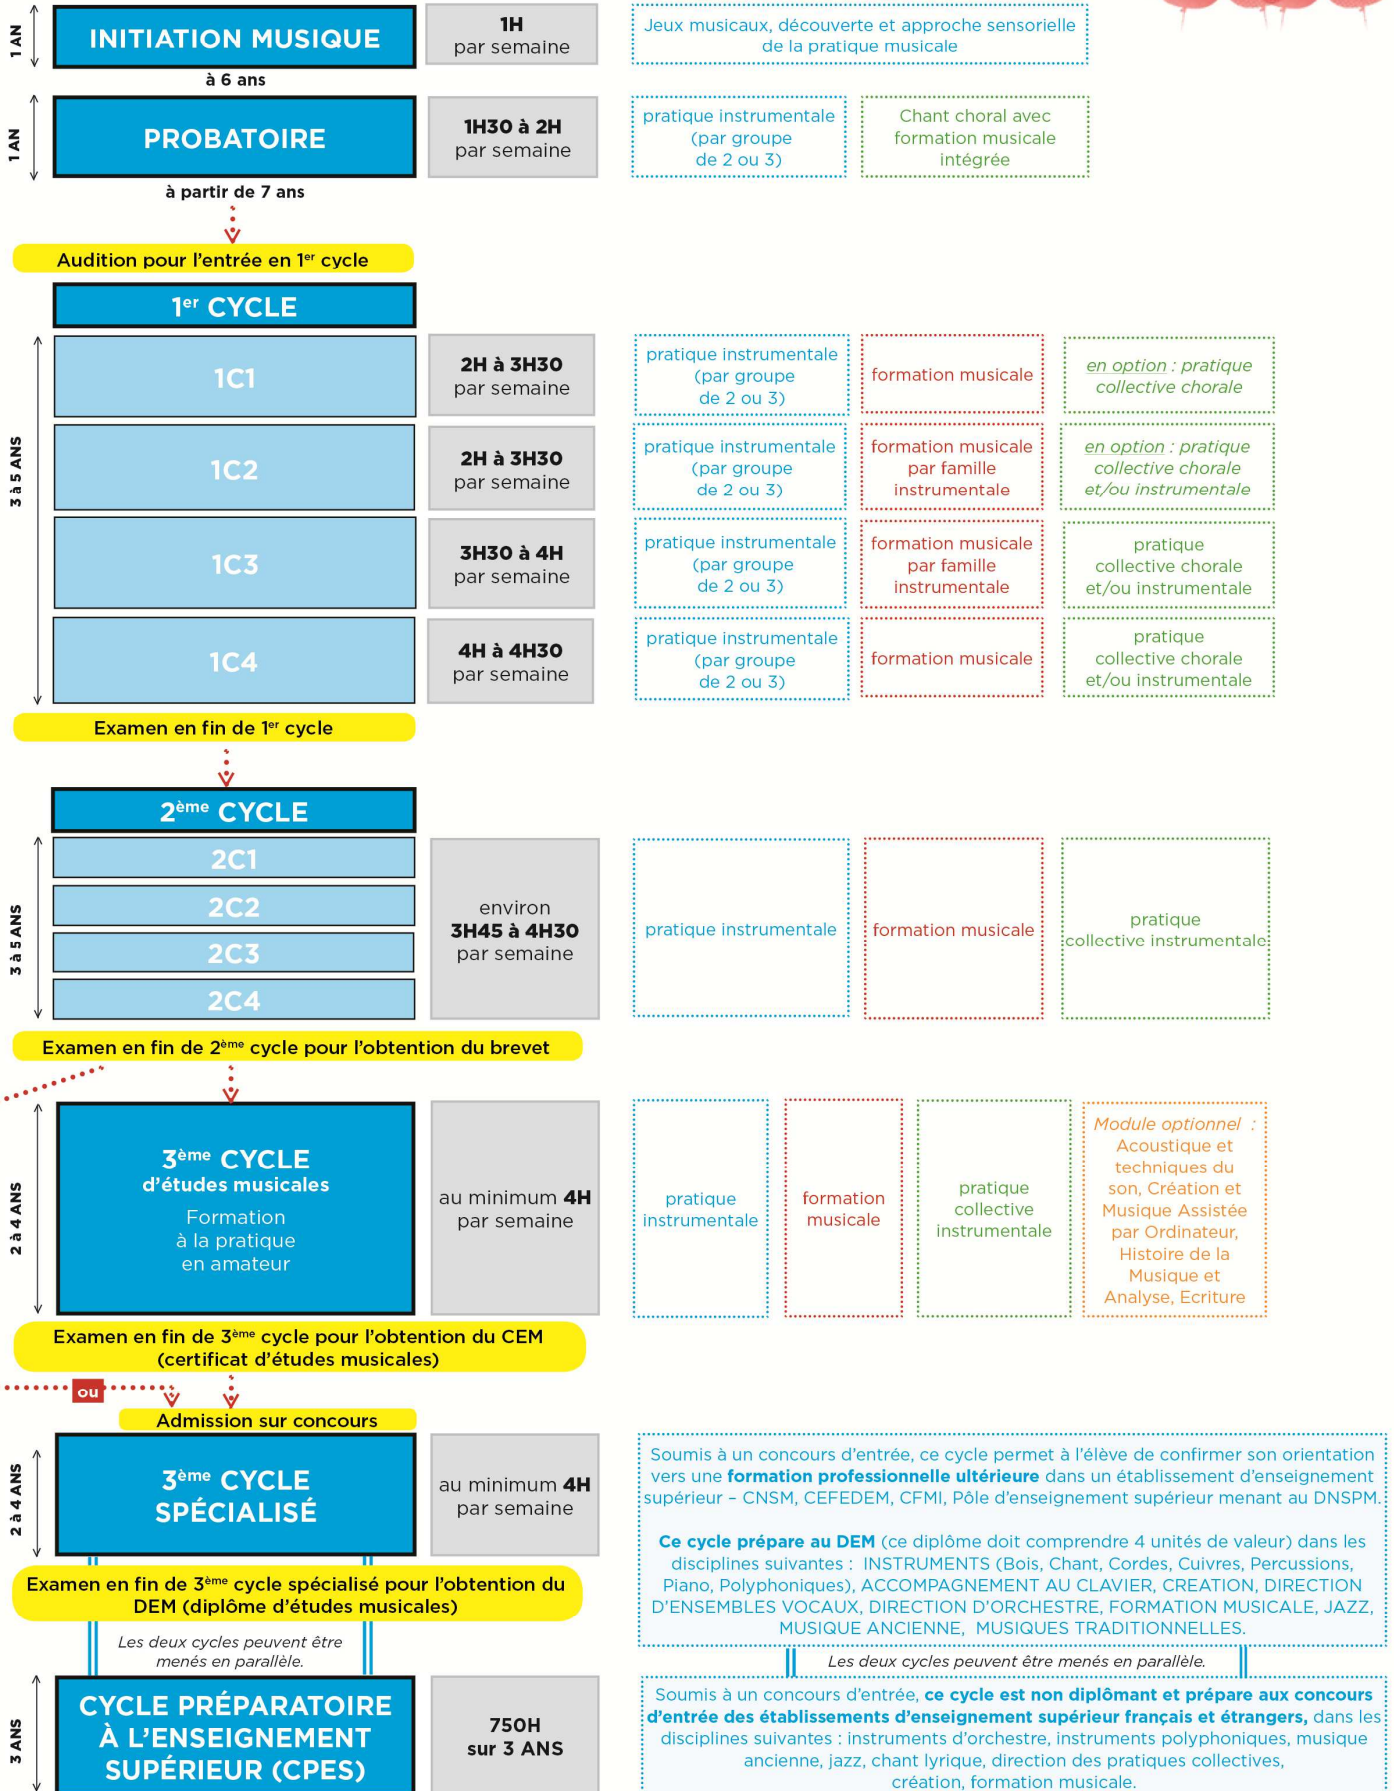 1 AN
INITIATION MUSIQUE
1H
par semaine
Jeux musicaux, découverte et approche sensorielle
de la pratique musicale
à 6 ans
1 AN
PROBATOIRE
1H30 à 2H
par semaine
pratique instrumentale
(par groupe
de 2 ou 3)
Chant choral avec
formation musicale
intégrée
à partir de 7 ans
Audition pour l'entrée en 1er cycle
1er CYCLE
3 à 5 ANS
1C1
2H à 3H30
par semaine
pratique instrumentale
(par groupe
de 2 ou 3)
formation musicale
en option : pratique
collective chorale
1C2
2H à 3H30
par semaine
pratique instrumentale
(par groupe
de 2 ou 3)
formation musicale
par famille
instrumentale
en option : pratique
collective chorale
et/ou instrumentale
1C3
3H30 à 4H
par semaine
pratique instrumentale
(par groupe
de 2 ou 3)
formation musicale
par famille
instrumentale
pratique
collective chorale
et/ou instrumentale
1C4
4H à 4H30
par semaine
pratique instrumentale
(par groupe
de 2 ou 3)
formation musicale
pratique
collective chorale
et/ou instrumentale
Examen en fin de 1er cycle
2ème CYCLE
3 à 5 ANS
2C1
2C2
2C3
2C4
environ
3H45 à 4H30
par semaine
pratique instrumentale
formation musicale
pratique
collective instrumentale
Examen en fin de 2ème cycle pour l'obtention du brevet
2 à 4 ANS
3ème CYCLE
d'études musicales
Formation
à la pratique
en amateur
au minimum 4H
par semaine
pratique
instrumentale
formation
musicale
pratique
collective
instrumentale
Module optionnel :
Acoustique et
techniques du
son, Création et
Musique Assistée
par Ordinateur,
Histoire de la
Musique et
Analyse, Ecriture
Examen en fin de 3ème cycle pour l'obtention du CEM
(certificat d'études musicales)
ou
Admission sur concours
2 à 4 ANS
3ème CYCLE
SPÉCIALISÉ
au minimum 4H
par semaine
Soumis à un concours d'entrée, ce cycle permet à l'élève de confirmer son orientation
vers une formation professionnelle ultérieure dans un établissement d'enseignement
supérieur – CNSM, CEFEDEM, CFMI, Pôle d'enseignement supérieur menant au DNSPM.
Ce cycle prépare au DEM (ce diplôme doit comprendre 4 unités de valeur) dans les
disciplines suivantes : INSTRUMENTS (Bois, Chant, Cordes, Cuivres, Percussions,
Piano, Polyphoniques), ACCOMPAGNEMENT AU CLAVIER, CREATION, DIRECTION
D'ENSEMBLES VOCAUX, DIRECTION D'ORCHESTRE, FORMATION MUSICALE, JAZZ,
MUSIQUE ANCIENNE, MUSIQUES TRADITIONNELLES.
Examen en fin de 3ème cycle spécialisé pour l'obtention du
DEM (diplôme d'études musicales)
Les deux cycles peuvent être
menés en parallèle.
Les deux cycles peuvent être menés en parallèle.
3 ANS
CYCLE PRÉPARATOIRE
À L'ENSEIGNEMENT
SUPÉRIEUR (CPES)
750H
sur 3 ANS
Soumis à un concours d'entrée, ce cycle est non diplômant et prépare aux concours
d'entrée des établissements d'enseignement supérieur français et étrangers, dans les
disciplines suivantes : instruments d'orchestre, instruments polyphoniques, musique
ancienne, jazz, chant lyrique, direction des pratiques collectives,
création, formation musicale.